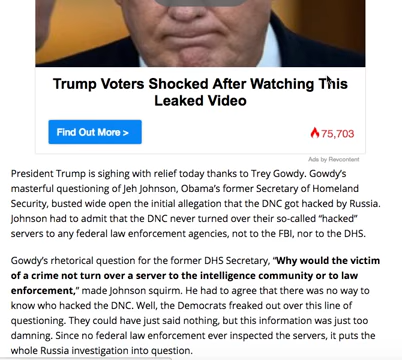 Trump Voters Shocked After Watching This
Leaked Video
Find Out More >
75,703
Ads by Revcontent
President Trump is sighing with relief today thanks to Trey Gowdy. Gowdy's
masterful questioning of Jeh Johnson, Obama's former Secretary of Homeland
Security, busted wide open the initial allegation that the DNC got hacked by Russia.
Johnson had to admit that the DNC never turned over their so-called "hacked"
servers to any federal law enforcement agencies, not to the FBI, nor to the DHS.
Gowdy's rhetorical question for the former DHS Secretary, "Why would the victim
of a crime not turn over a server to the intelligence community or to law
enforcement," made Johnson squirm. He had to agree that there was no way to
know who hacked the DNC. Well, the Democrats freaked out over this line of
questioning. They could have just said nothing, but this information was just too
damning. Since no federal law enforcement ever inspected the servers, it puts the
whole Russia investigation into question.